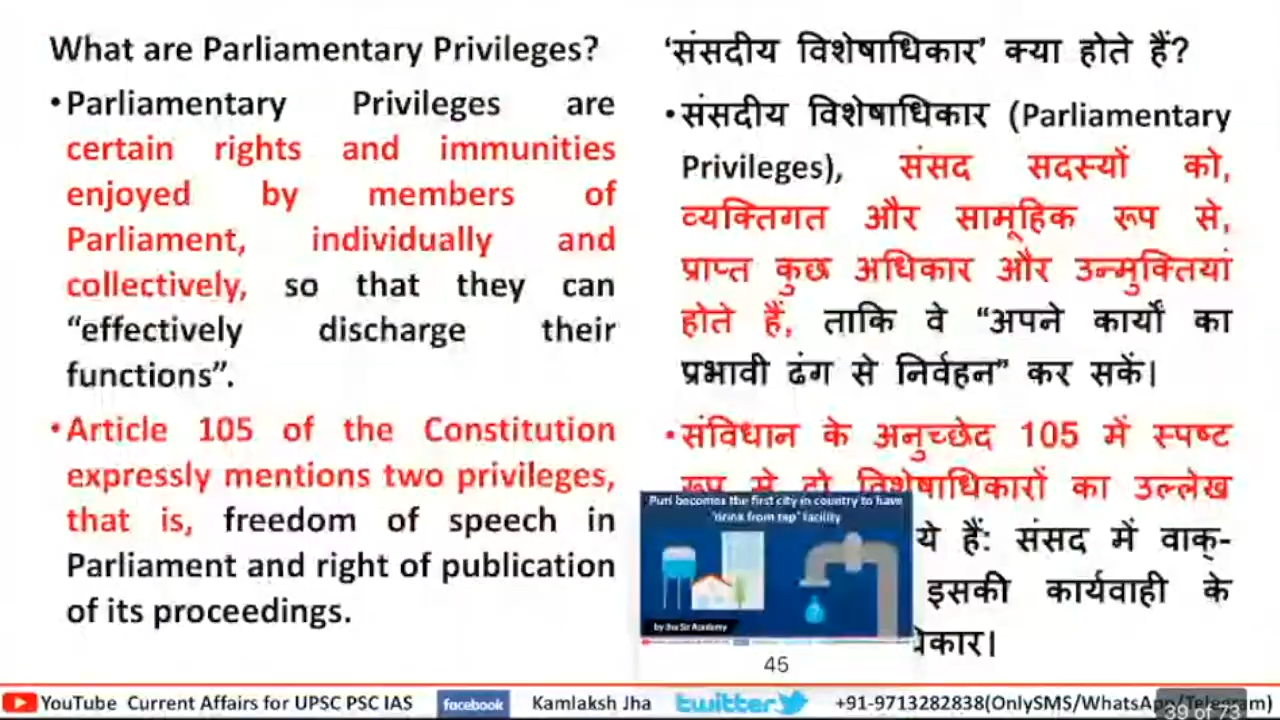 What are Parliamentary Privileges?
•Parliamentary Privileges are
certain rights and immunities
enjoyed by members of
Parliament, individually and
collectively, so that they can
“effectively discharge their
functions”.
•Article 105 of the Constitution
expressly mentions two privileges,
that is, freedom of speech in
Parliament and right of publication
of its proceedings.
‘संसदीय विशेषाधिकार’ क्या होते हैं?
•संसदीय विशेषाधिकार (Parliamentary
Privileges), संसद सदस्यों को,
व्यक्तिगत और सामूहिक रूप से,
प्राप्त कुछ अधिकार और उन्मुक्तियां
होते हैं, ताकि वे “अपने कार्यों का
प्रभावी ढंग से निर्वहन” कर सकें।
•संविधान के अनुच्छेद 105 में स्पष्ट
रूप से दो विशेषाधिकारों का उल्लेख
ये हैं: संसद में वाक्-
इसकी कार्यवाही के
Puri becomes the first city in country to have
'drink from tap' facility
by Jha Sir Academy
45
YouTube Current Affairs for UPSC PSC IAS facebook Kamlaksh Jha twitter +91-9713282838(OnlySMS/WhatsApp/Telegram)
39 of 73